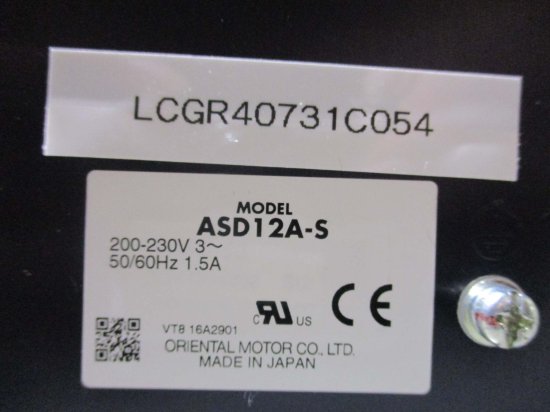 LCGR40731C054
MODEL
ASD12A-S
200-230V 3~
50/60Hz 1.5A
C RU US CE
VT8 16A2901
ORIENTAL MOTOR CO., LTD.
MADE IN JAPAN